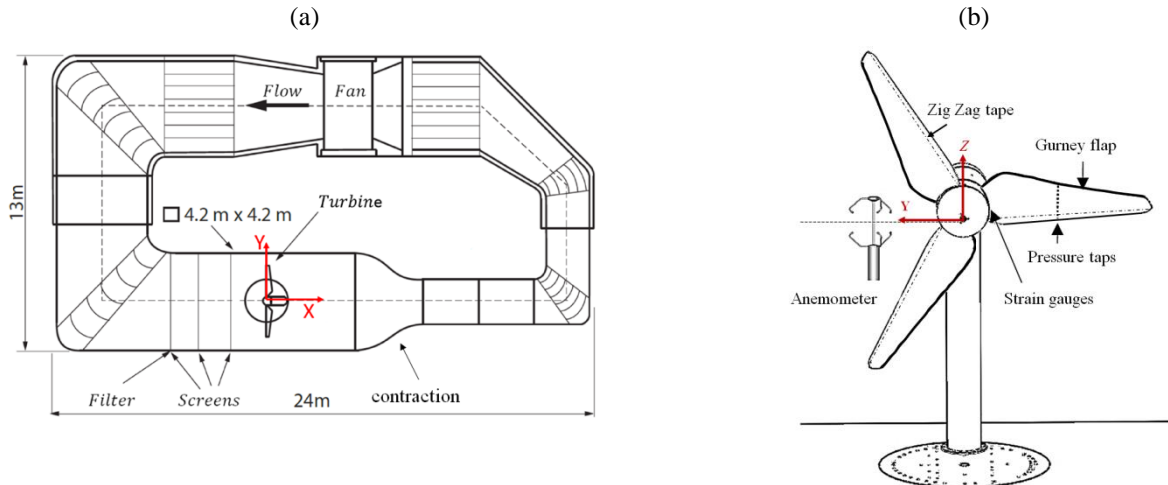 (a)
(b)
Flow
Fan
13m
4.2 m x 4.2 m
Turbine
Y
X
Filter
Screens
24m
contraction
Zig Zag tape
Z
Gurney flap
Y
Pressure taps
Anemometer
Strain gauges